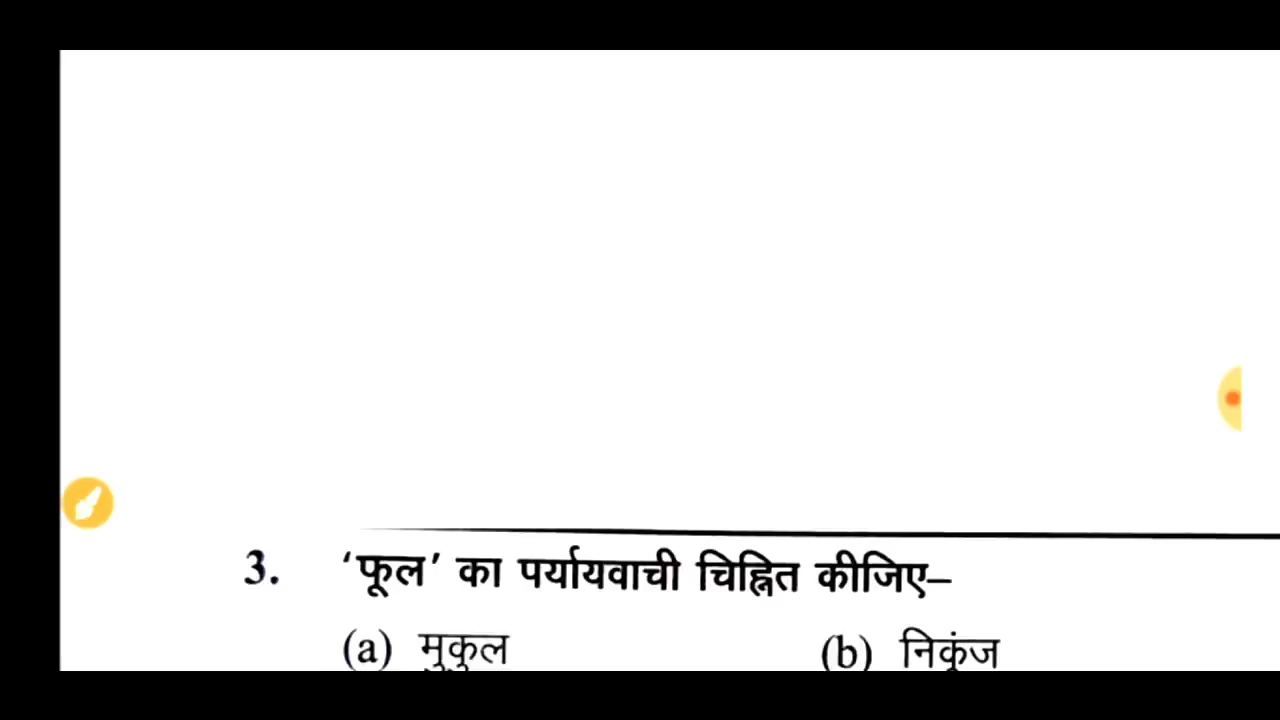 3. ‘फूल’ का पर्यायवाची चिह्नित कीजिए–
(a) मुकुल (b) निकुंज